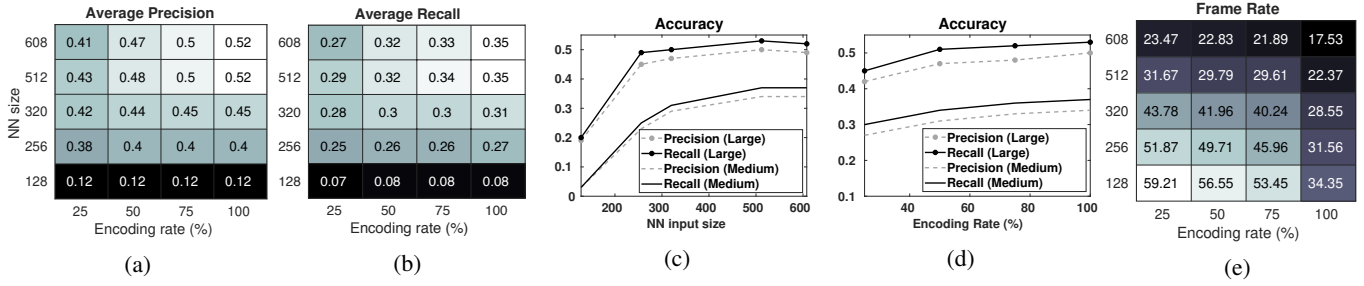 Average Precision
NN size
608 0.41 0.47 0.5 0.52
512 0.43 0.48 0.5 0.52
320 0.42 0.44 0.45 0.45
256 0.38 0.4 0.4 0.4
128 0.12 0.12 0.12 0.12
25 50 75 100
Encoding rate (%)
(a)
Average Recall
608 0.27 0.32 0.33 0.35
512 0.29 0.32 0.34 0.35
320 0.28 0.3 0.3 0.31
256 0.25 0.26 0.26 0.27
128 0.07 0.08 0.08 0.08
25 50 75 100
Encoding rate (%)
(b)
Accuracy
0.5
0.4
0.3
0.2
0.1
0
Precision (Large)
Recall (Large)
Precision (Medium)
Recall (Medium)
200 300 400 500 600
NN input size
(c)
Accuracy
0.5
0.4
0.3
0.2
0.1
Precision (Large)
Recall (Large)
Precision (Medium)
Recall (Medium)
40 60 80 100
Encoding Rate (%)
(d)
Frame Rate
608 23.47 22.83 21.89 17.53
512 31.67 29.79 29.61 22.37
320 43.78 41.96 40.24 28.55
256 51.87 49.71 45.96 31.56
128 59.21 56.55 53.45 34.35
25 50 75 100
Encoding rate (%)
(e)